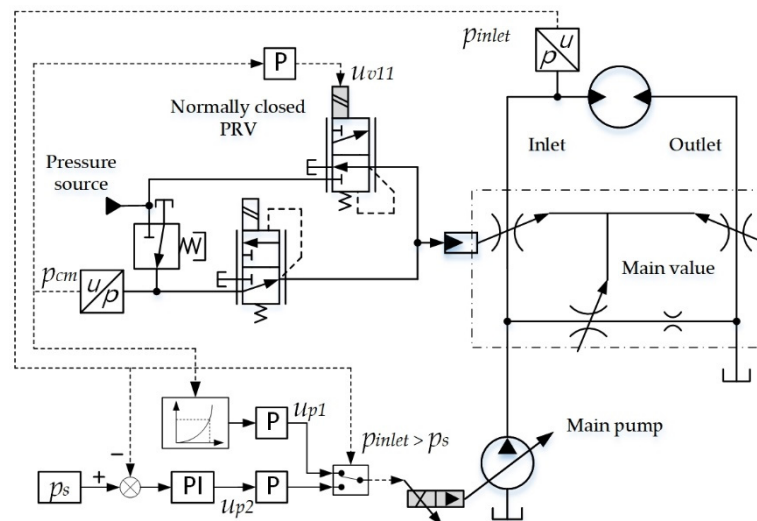 pinlet
u
p
P
uv11
Normally closed
PRV
Inlet
Outlet
Pressure
source
Main value
pcm
u
p
P
up1
pinlet > ps
Main pump
−
+
ps
PI
up2
P